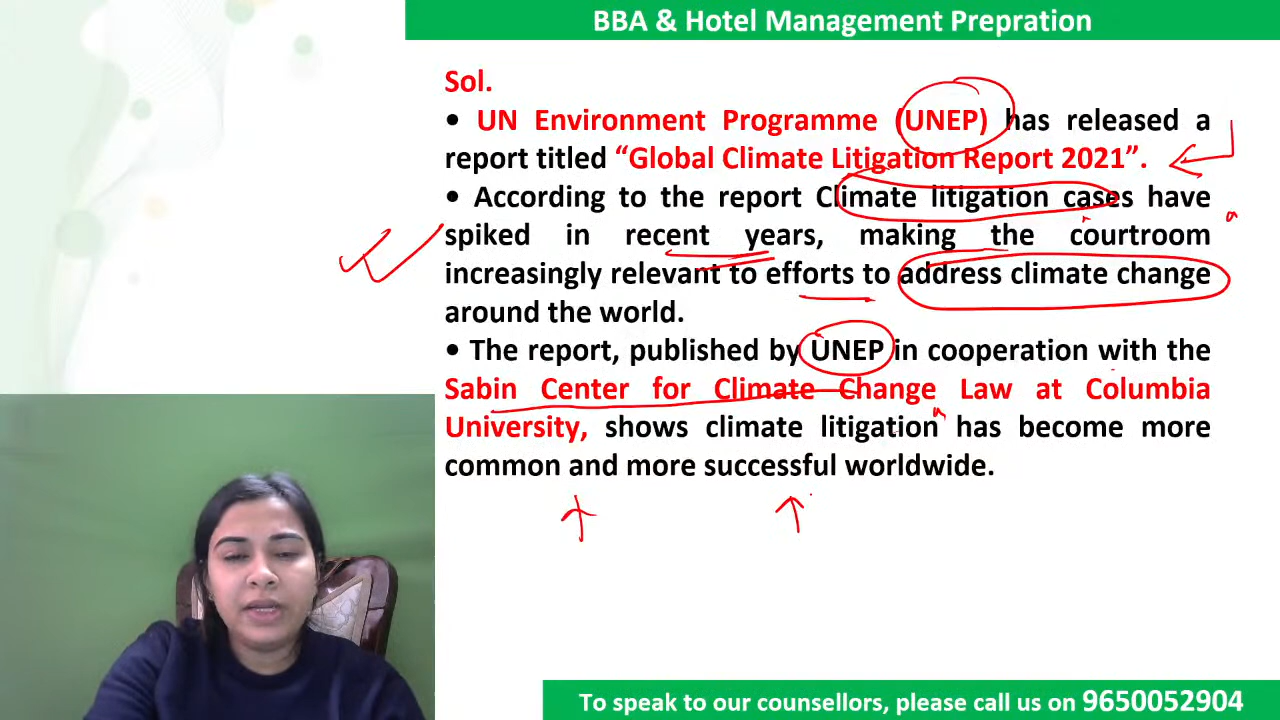 BBA & Hotel Management Prepration
Sol.
• UN Environment Programme (UNEP) has released a
report titled “Global Climate Litigation Report 2021”.
• According to the report Climate litigation cases have
spiked in recent years, making the courtroom
increasingly relevant to efforts to address climate change
around the world.
• The report, published by UNEP in cooperation with the
Sabin Center for Climate Change Law at Columbia
University, shows climate litigation has become more
common and more successful worldwide.
To speak to our counsellors, please call us on 9650052904